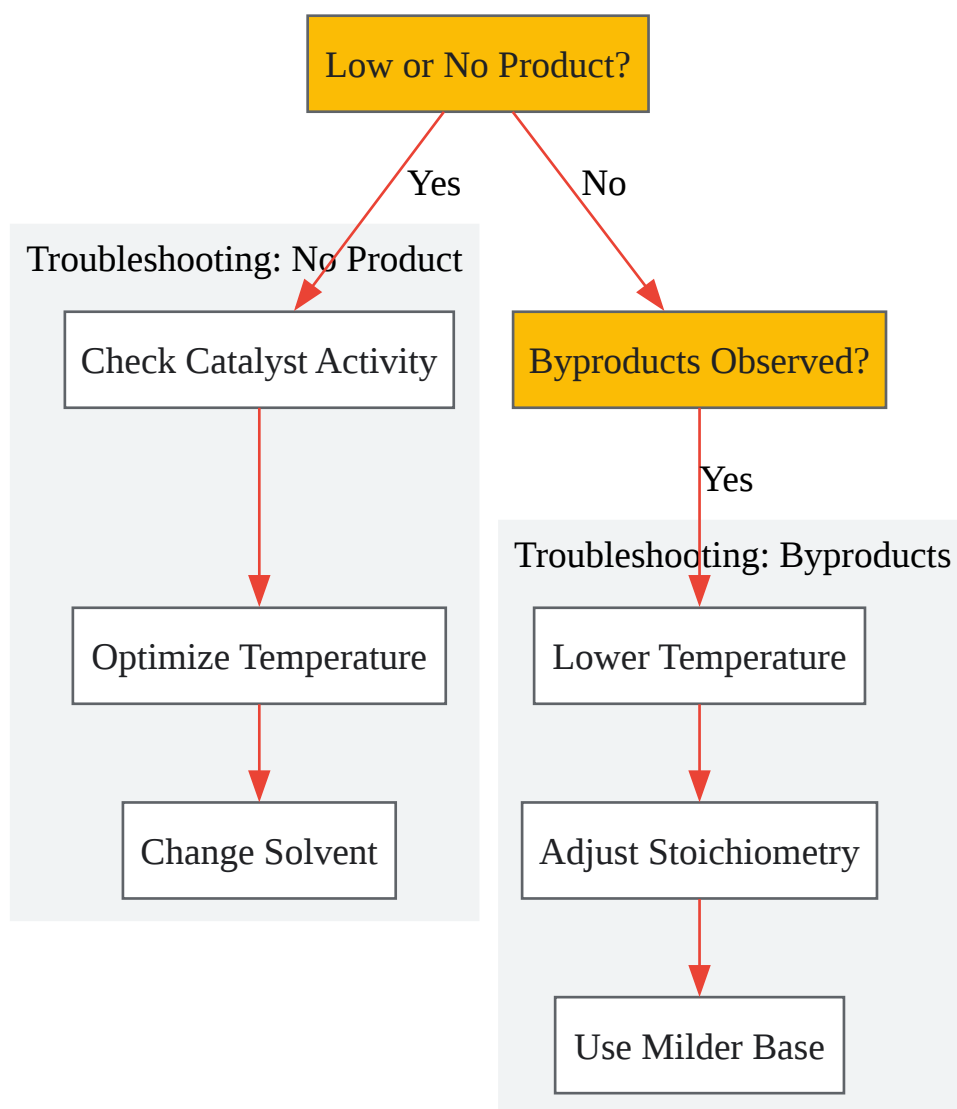 Low or No Product?
Yes
No
Troubleshooting: No Product
Check Catalyst Activity
Byproducts Observed?
Yes
Troubleshooting: Byproducts
Optimize Temperature
Lower Temperature
Change Solvent
Adjust Stoichiometry
Use Milder Base